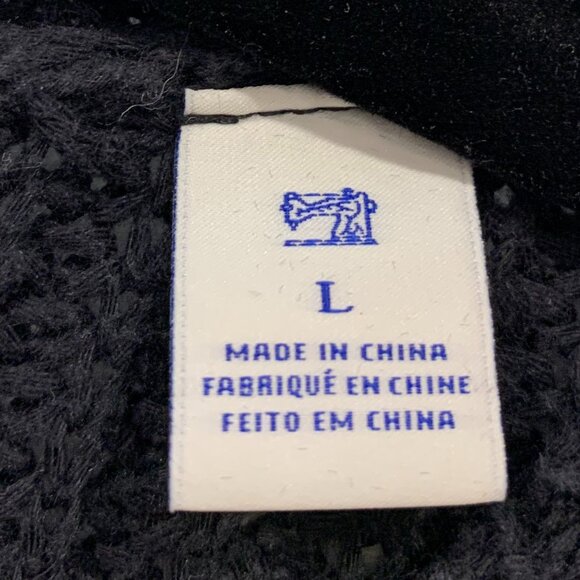 L
MADE IN CHINA
FABRIQUÉ EN CHINE
FEITO EM CHINA